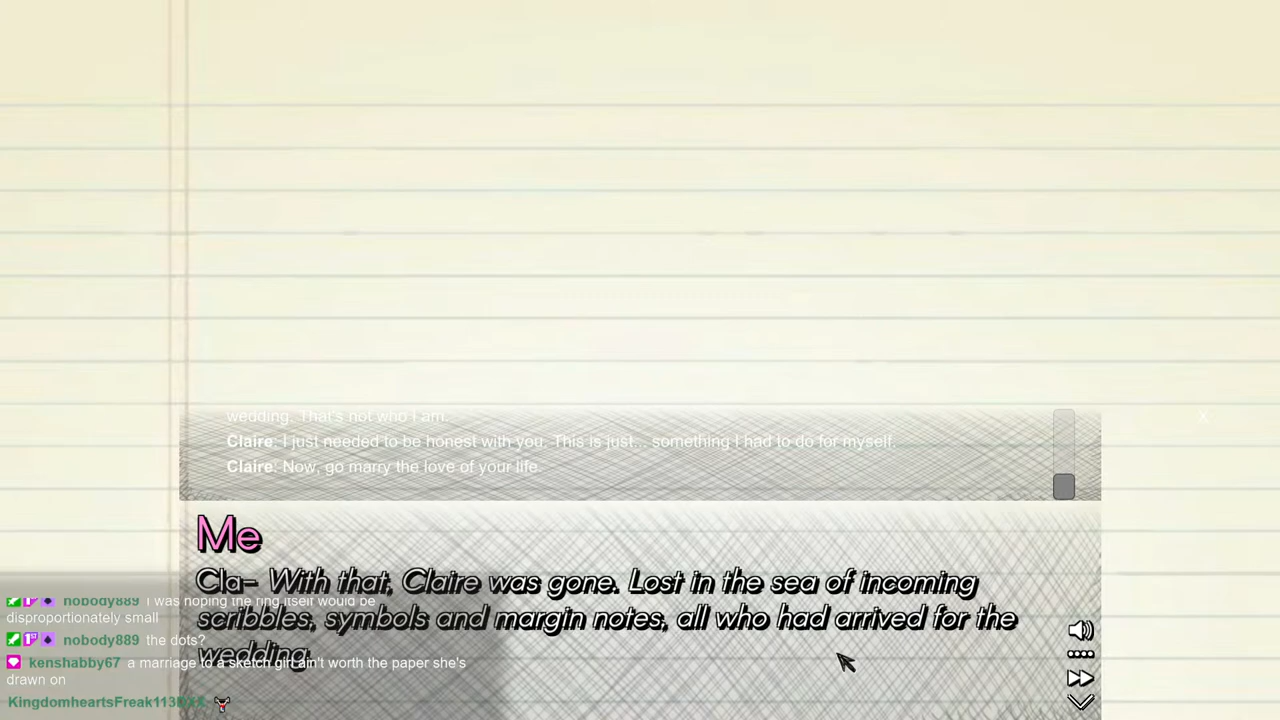 wedding. That's not who I am.
Claire: I just needed to be honest with you. This is just... something I had to do for myself.
Claire: Now, go marry the love of your life.
X
Me
Cla- With that, Claire was gone. Lost in the sea of incoming
scribbles, symbols and margin notes, all who had arrived for the
wedding.
nobody889 I was hoping the ring itself would be
disproportionately small
nobody889 the dots?
kenshabby67 a marriage to a sketch girl ain't worth the paper she's
drawn on